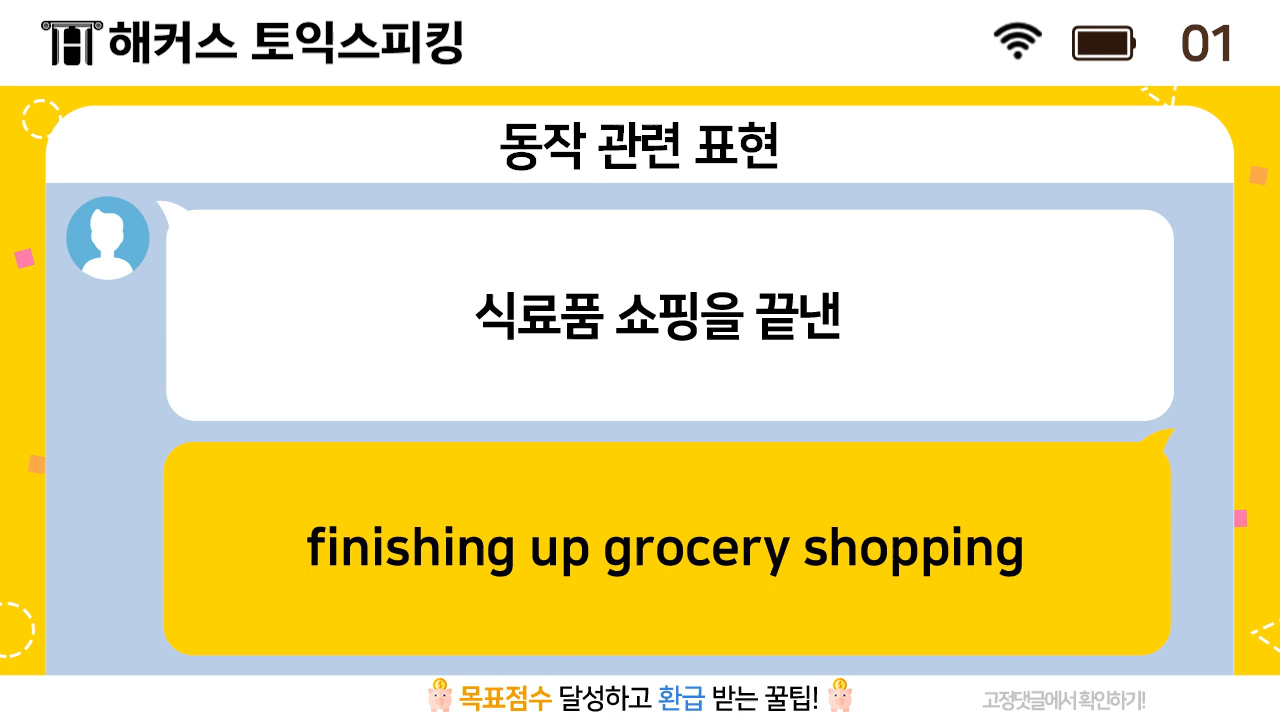 해커스 토익스피킹
01
동작 관련 표현
식료품 쇼핑을 끝낸
finishing up grocery shopping
목표점수 달성하고 환급 받는 꿀팁!
고정댓글에서 확인하기!